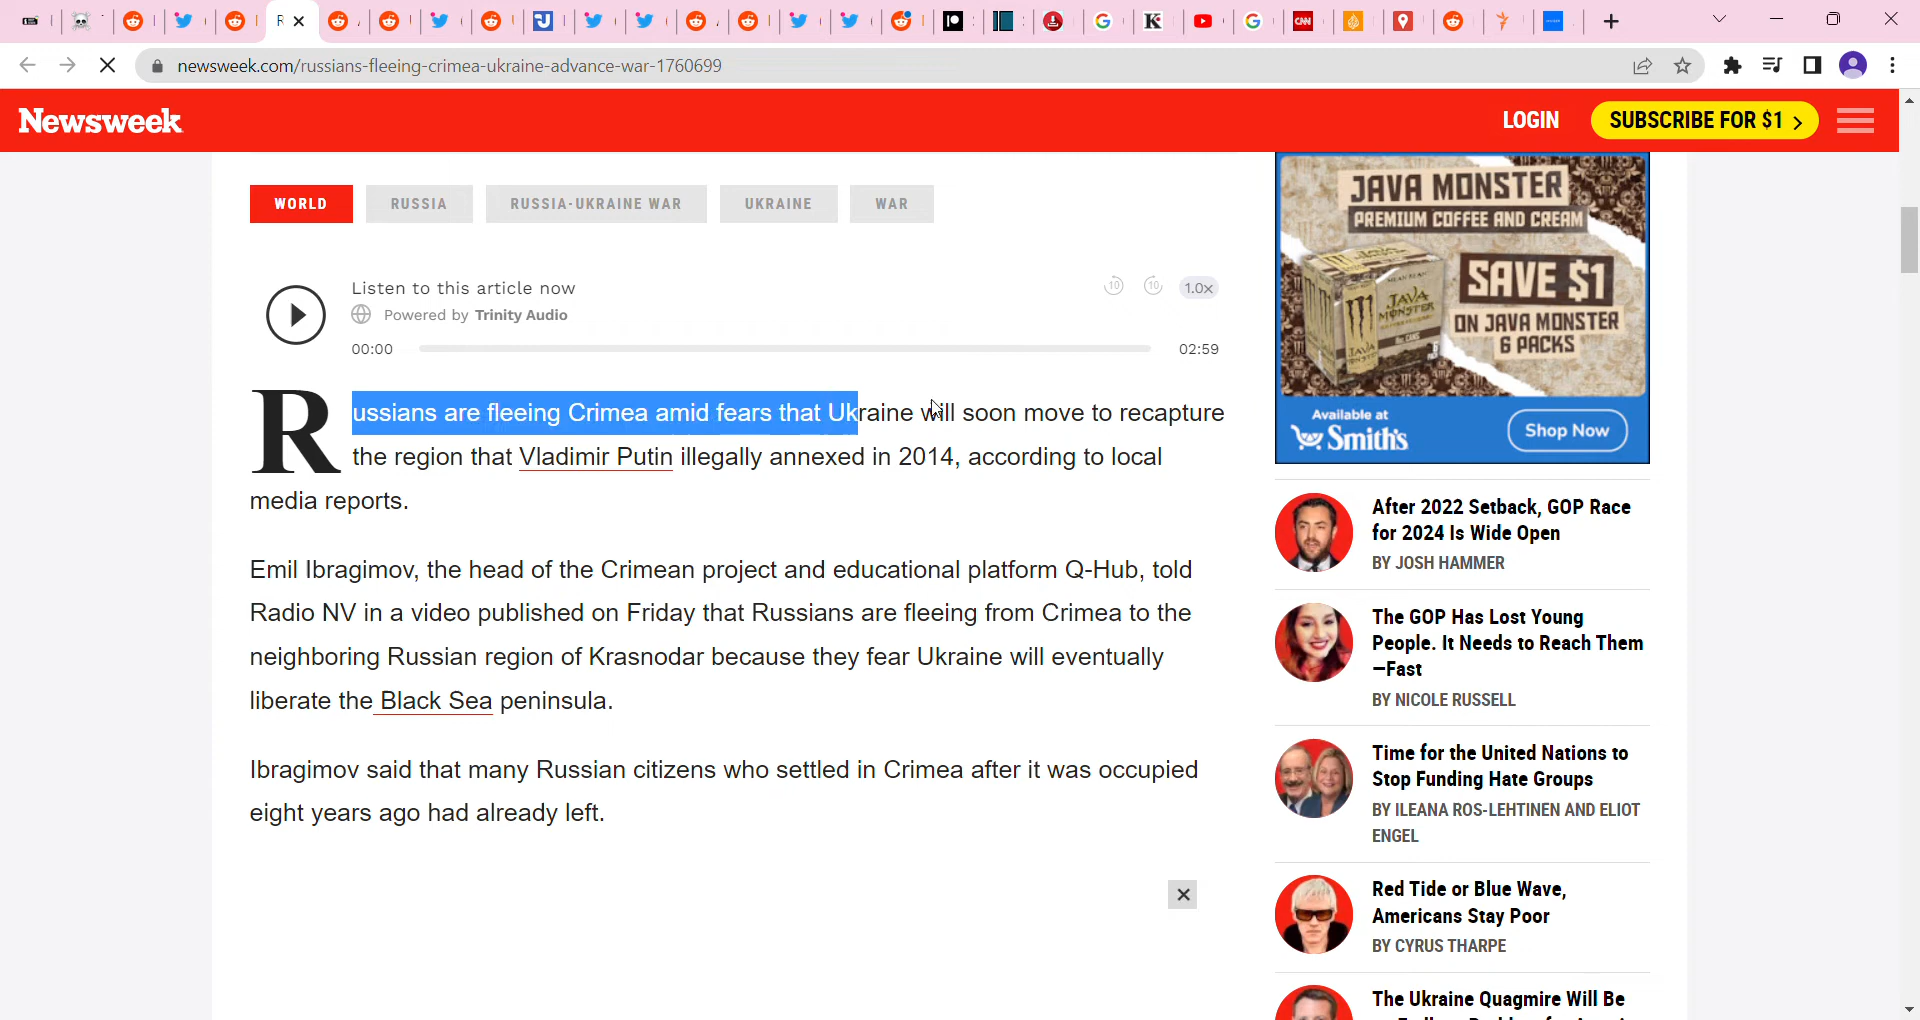 newsweek.com/russians-fleeing-crimea-ukraine-advance-war-1760699
Newsweek
LOGIN
SUBSCRIBE FOR $1
WORLD
RUSSIA
RUSSIA-UKRAINE WAR
UKRAINE
WAR
Listen to this article now
Powered by Trinity Audio
10
10
1.0x
00:00
02:59
Russians are fleeing Crimea amid fears that Ukraine will soon move to recapture
the region that Vladimir Putin illegally annexed in 2014, according to local
media reports.
Emil Ibragimov, the head of the Crimean project and educational platform Q-Hub, told
Radio NV in a video published on Friday that Russians are fleeing from Crimea to the
neighboring Russian region of Krasnodar because they fear Ukraine will eventually
liberate the Black Sea peninsula.
Ibragimov said that many Russian citizens who settled in Crimea after it was occupied
eight years ago had already left.
JAVA MONSTER
PREMIUM COFFEE AND CREAM
SAVE $1
ON JAVA MONSTER
6 PACKS
Available at
Smith's
Shop Now
After 2022 Setback, GOP Race
for 2024 Is Wide Open
BY JOSH HAMMER
The GOP Has Lost Young
People. It Needs to Reach Them
—Fast
BY NICOLE RUSSELL
Time for the United Nations to
Stop Funding Hate Groups
BY ILEANA ROS-LEHTINEN AND ELIOT
ENGEL
Red Tide or Blue Wave,
Americans Stay Poor
BY CYRUS THARPE
The Ukraine Quagmire Will Be